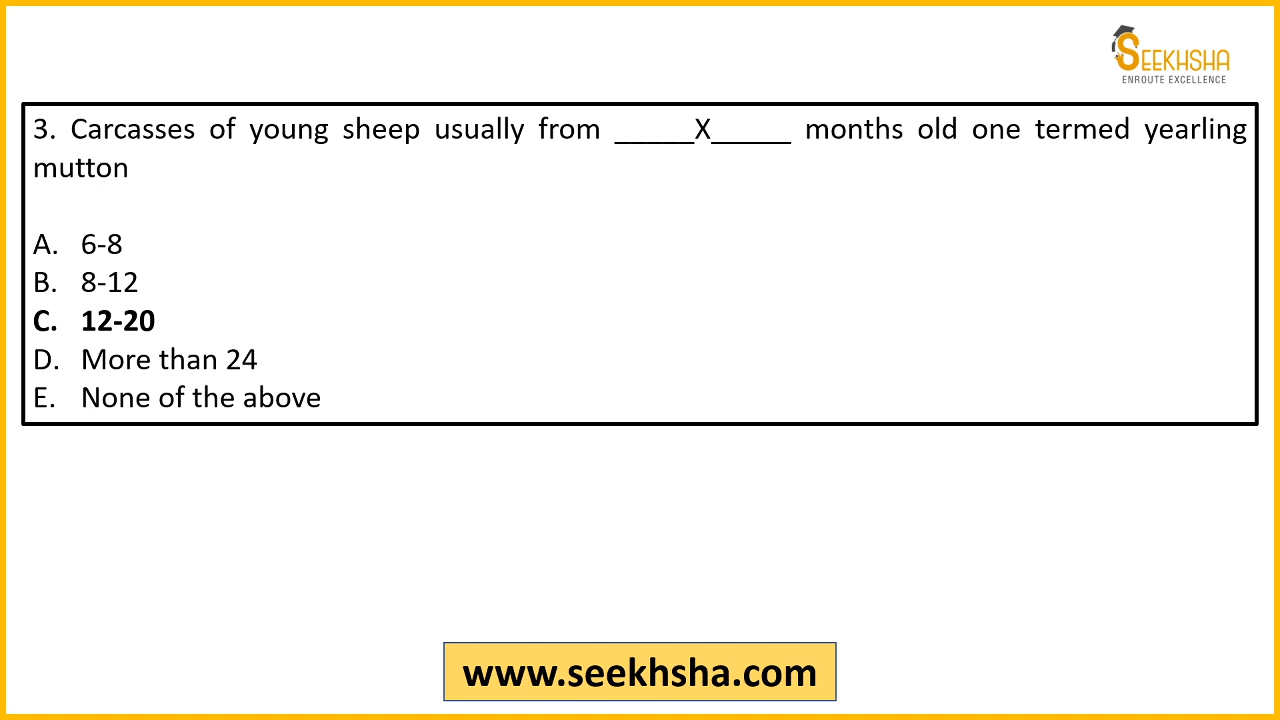 SEEKHSHA
ENROUTE EXCELLENCE
3. Carcasses of young sheep usually from _____X_____ months old one termed yearling
mutton
A. 6-8
B. 8-12
C. 12-20
D. More than 24
E. None of the above
www.seekhsha.com